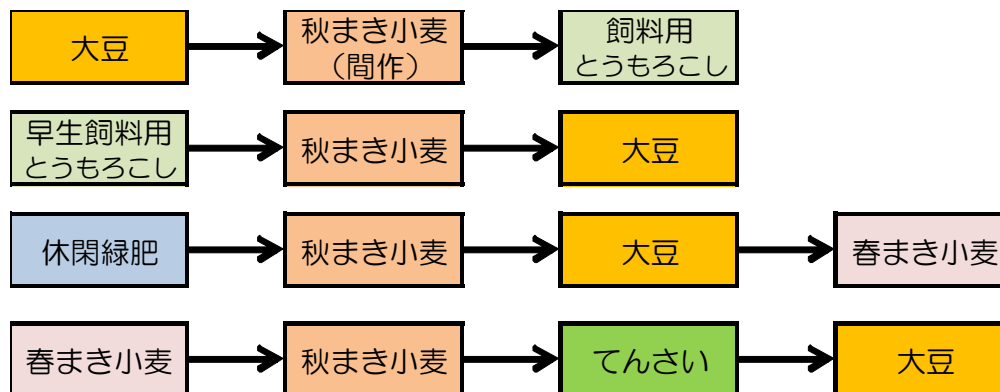 大豆
秋まき小麦
（間作）
飼料用
とうもろこし
早生飼料用
とうもろこし
秋まき小麦
大豆
休閑緑肥
秋まき小麦
大豆
春まき小麦
春まき小麦
秋まき小麦
てんさい
大豆